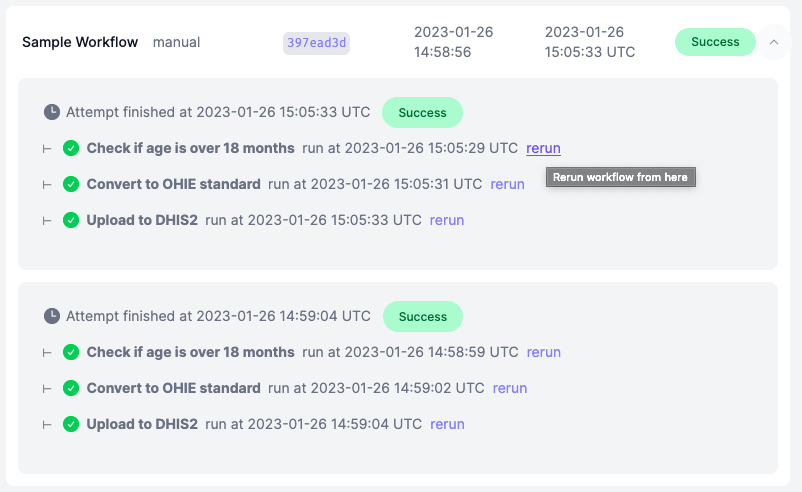 Sample Workflow manual 397ead3d 2023-01-26 14:58:56 2023-01-26 15:05:33 UTC Success
Attempt finished at 2023-01-26 15:05:33 UTC Success
Check if age is over 18 months run at 2023-01-26 15:05:29 UTC rerun
Rerun workflow from here
Convert to OHIE standard run at 2023-01-26 15:05:31 UTC rerun
Upload to DHIS2 run at 2023-01-26 15:05:33 UTC rerun
Attempt finished at 2023-01-26 14:59:04 UTC Success
Check if age is over 18 months run at 2023-01-26 14:58:59 UTC rerun
Convert to OHIE standard run at 2023-01-26 14:59:02 UTC rerun
Upload to DHIS2 run at 2023-01-26 14:59:04 UTC rerun